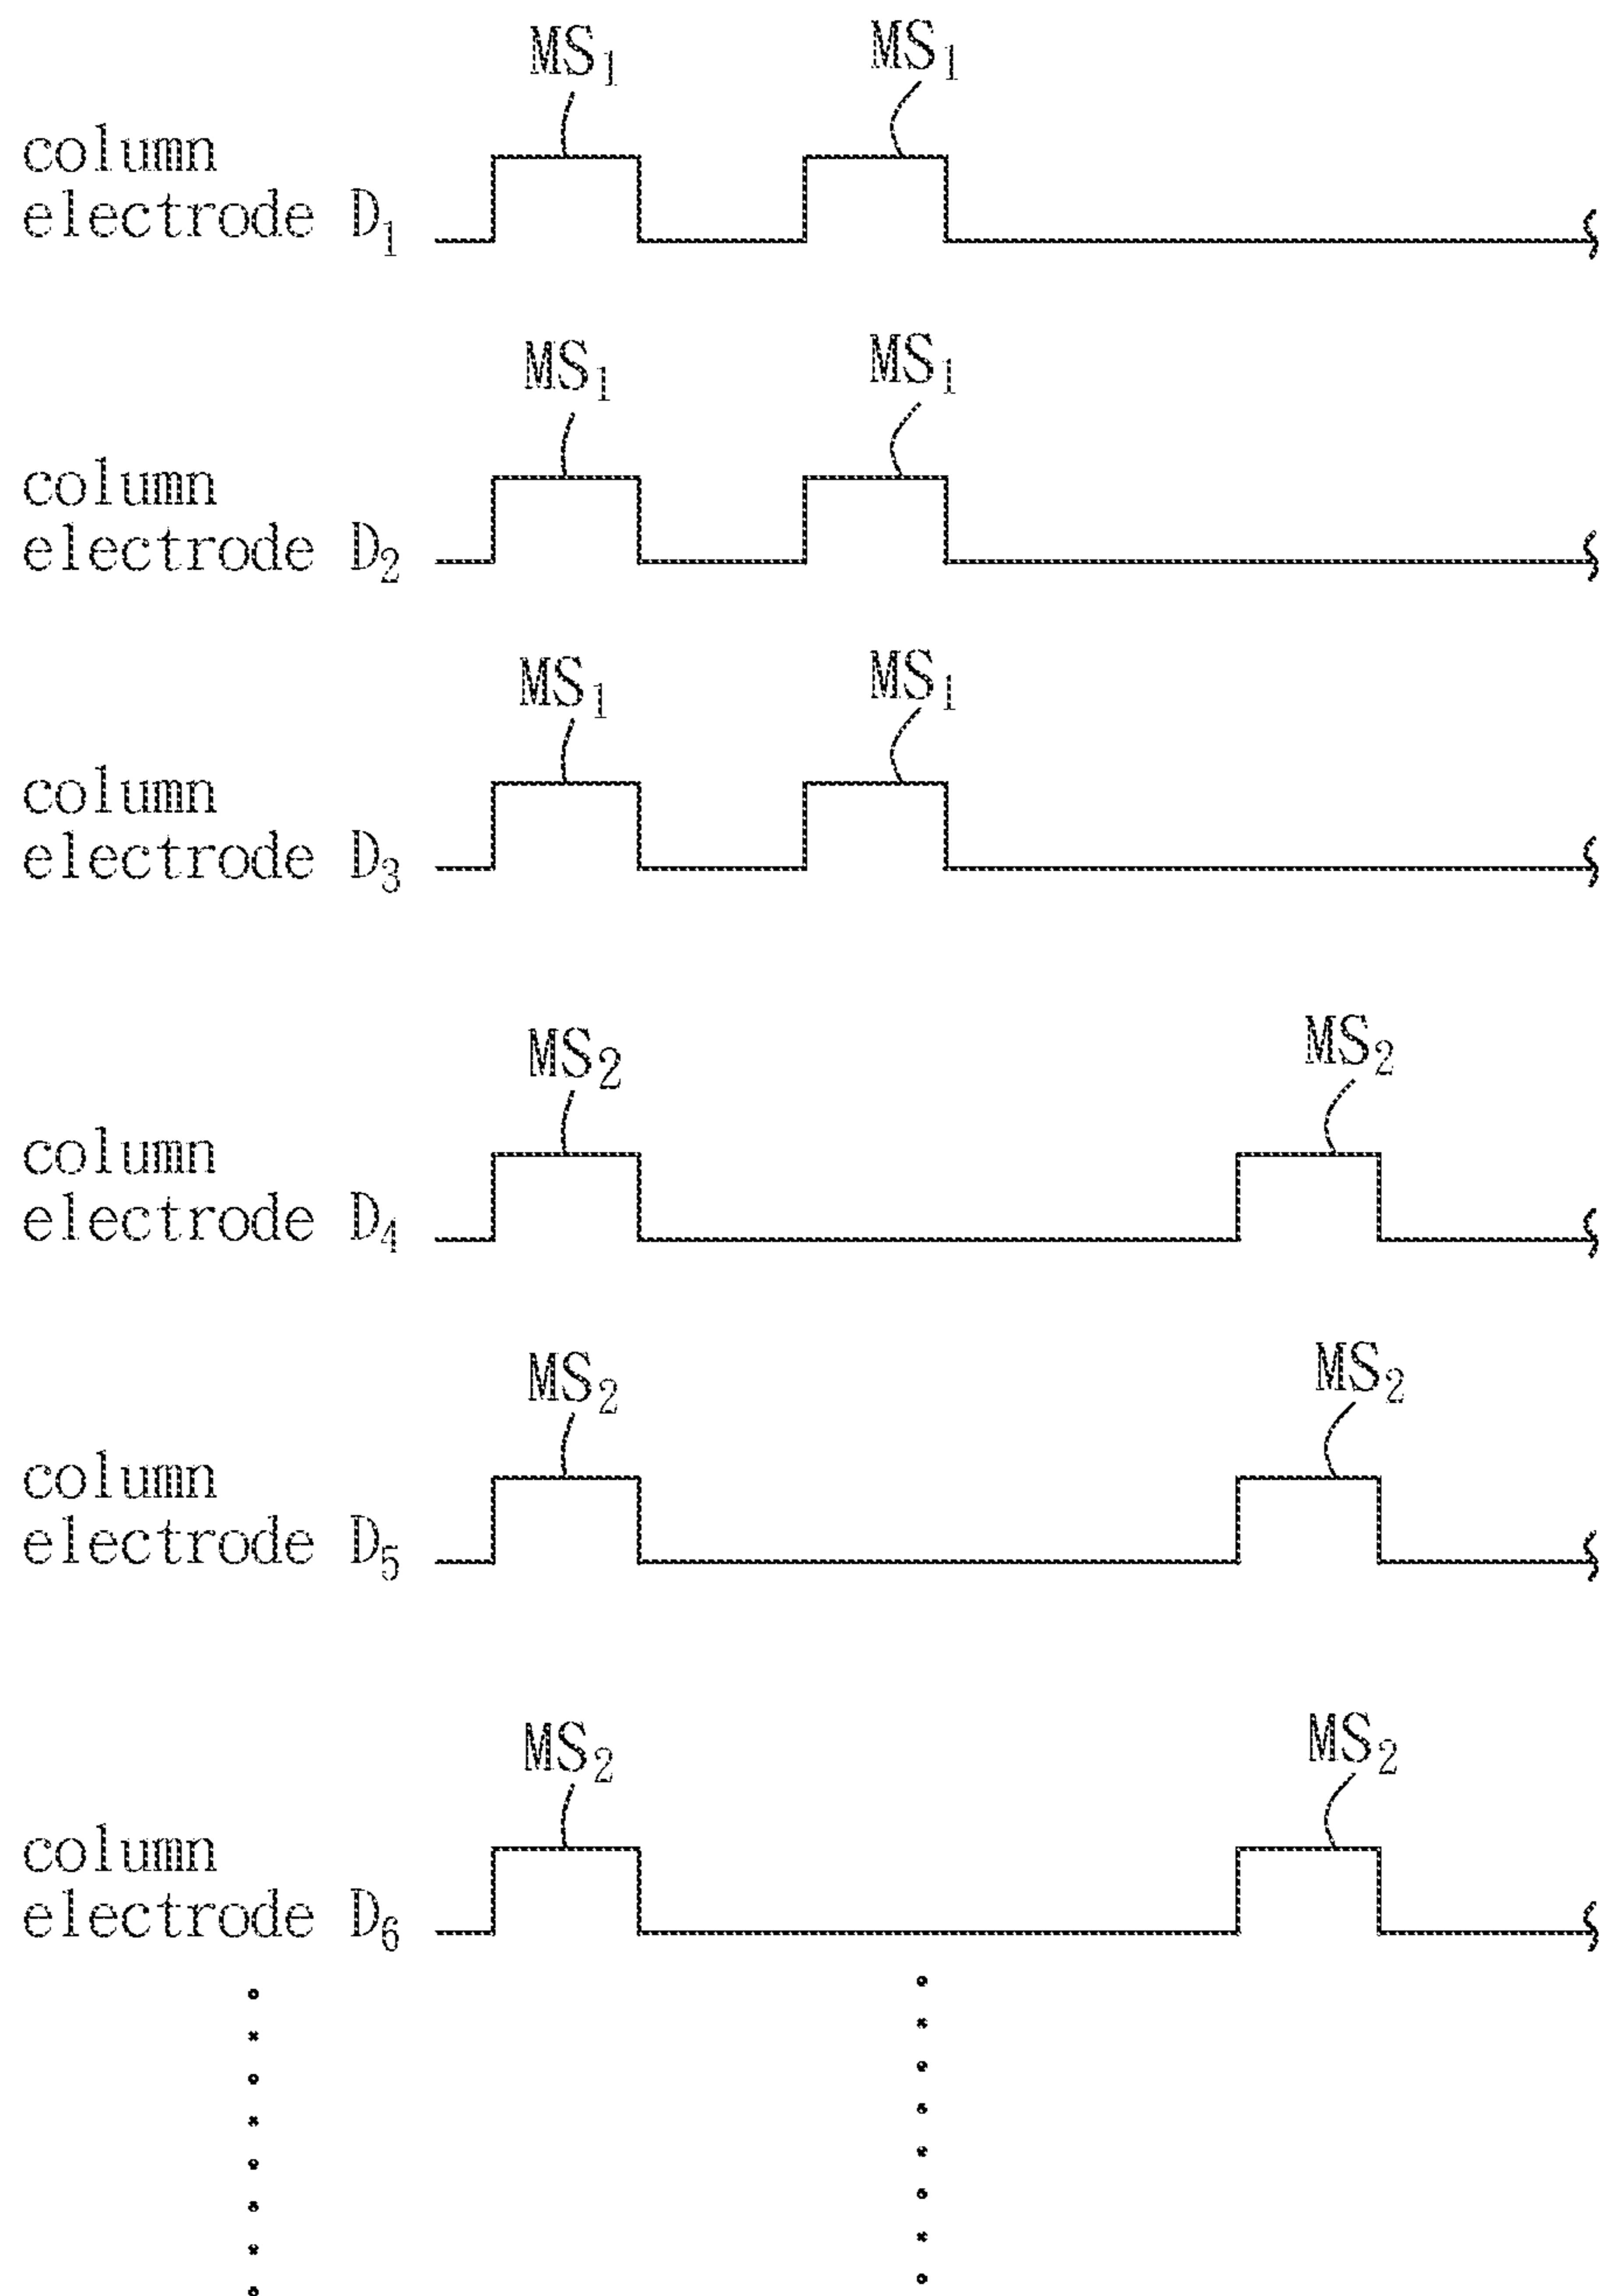 MS₁ MS₁
column
electrode D₁
MS₁ MS₁
column
electrode D₂
MS₁ MS₁
column
electrode D₃
MS₂ MS₂
column
electrode D₄
MS₂ MS₂
column
electrode D₅
MS₂ MS₂
column
electrode D₆